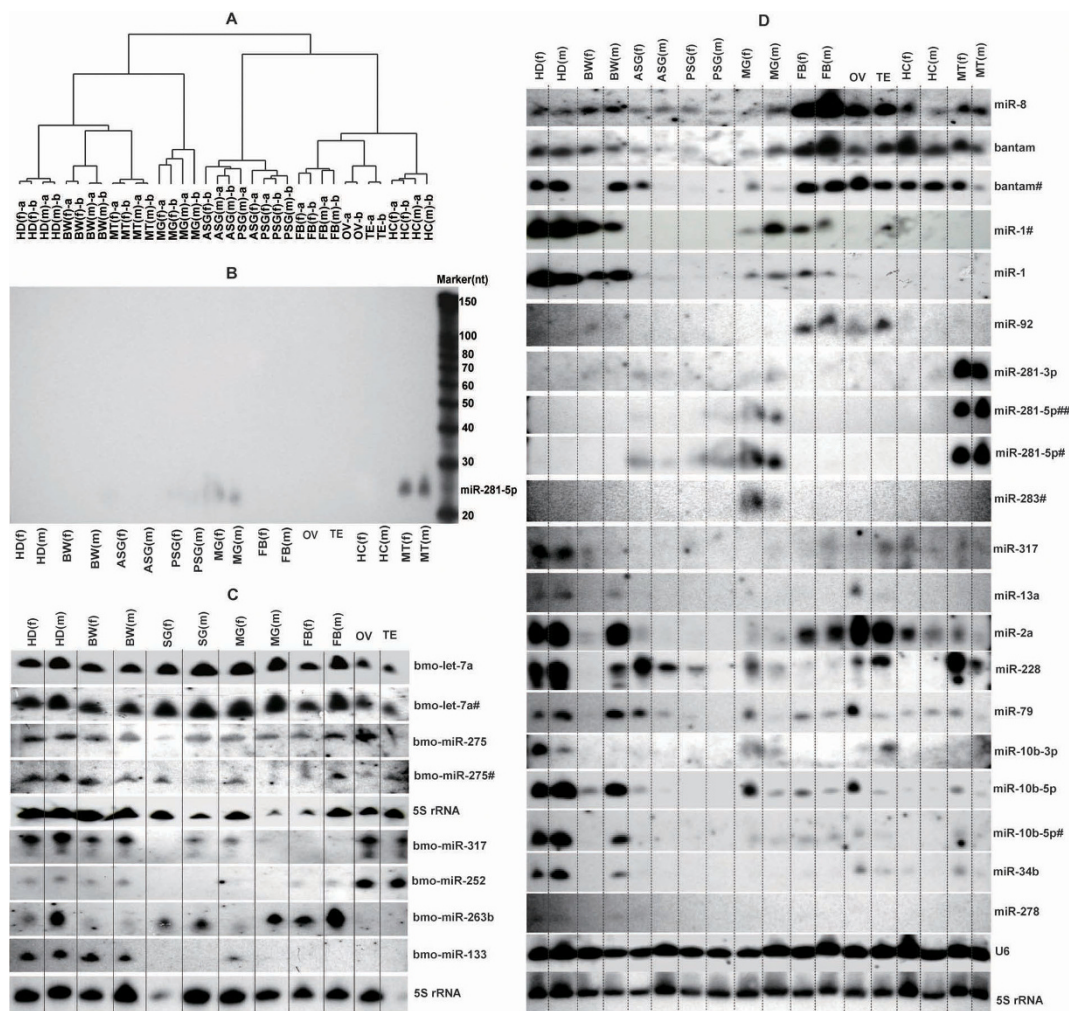 A
HD(f)-a
HD(f)-b
HD(m)-a
HD(m)-b
BW(f)-a
BW(f)-b
BW(m)-a
BW(m)-b
MT(f)-a
MT(f)-b
MT(m)-a
MT(m)-b
MG(f)-a
MG(f)-b
MG(m)-a
MG(m)-b
ASG(f)-b
ASG(m)-a
ASG(m)-b
PSG(m)-a
ASG(f)-a
PSG(f)-a
PSG(f)-b
PSG(m)-b
FB(f)-a
FB(f)-b
FB(m)-a
FB(m)-b
OV-a
OV-b
TE-a
TE-b
HC(f)-a
HC(f)-b
HC(m)-a
HC(m)-b
B
Marker(nt)
150
100
80
70
60
50
40
30
miR-281-5p
20
HD(f)
HD(m)
BW(f)
BW(m)
ASG(f)
ASG(m)
PSG(f)
PSG(m)
MG(f)
MG(m)
FB(f)
FB(m)
OV
TE
HC(f)
HC(m)
MT(f)
MT(m)
C
HD(f)
HD(m)
BW(f)
BW(m)
SG(f)
SG(m)
MG(f)
MG(m)
FB(f)
FB(m)
OV
TE
bmo-let-7a
bmo-let-7a#
bmo-miR-275
bmo-miR-275#
5S rRNA
bmo-miR-317
bmo-miR-252
bmo-miR-263b
bmo-miR-133
5S rRNA
D
HD(f)
HD(m)
BW(f)
BW(m)
ASG(f)
ASG(m)
PSG(f)
PSG(m)
MG(f)
MG(m)
FB(f)
FB(m)
OV
TE
HC(f)
HC(m)
MT(f)
MT(m)
miR-8
bantam
bantam#
miR-1#
miR-1
miR-92
miR-281-3p
miR-281-5p##
miR-281-5p#
miR-283#
miR-317
miR-13a
miR-2a
miR-228
miR-79
miR-10b-3p
miR-10b-5p
miR-10b-5p#
miR-34b
miR-278
U6
5S rRNA